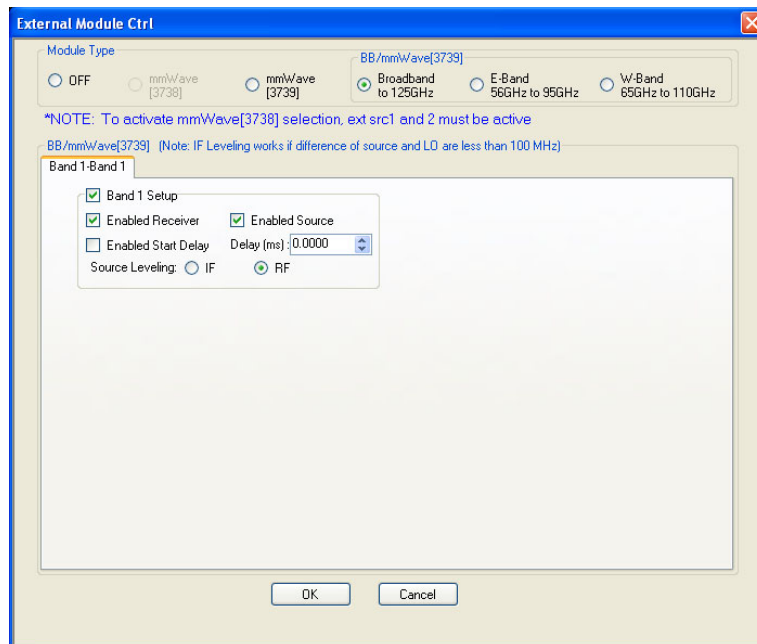 External Module Ctrl
Module Type
OFF
mmWave
[3738]
mmWave
[3739]
BB/mmWave[3739]
Broadband
to 125GHz
E-Band
56GHz to 95GHz
W-Band
65GHz to 110GHz
*NOTE: To activate mmWave[3738] selection, ext src1 and 2 must be active
BB/mmWave[3739] (Note: IF Leveling works if difference of source and LO are less than 100 MHz)
Band 1-Band 1
Band 1 Setup
Enabled Receiver Enabled Source
Enabled Start Delay Delay (ms) : 0.0000
Source Leveling: IF RF
OK Cancel